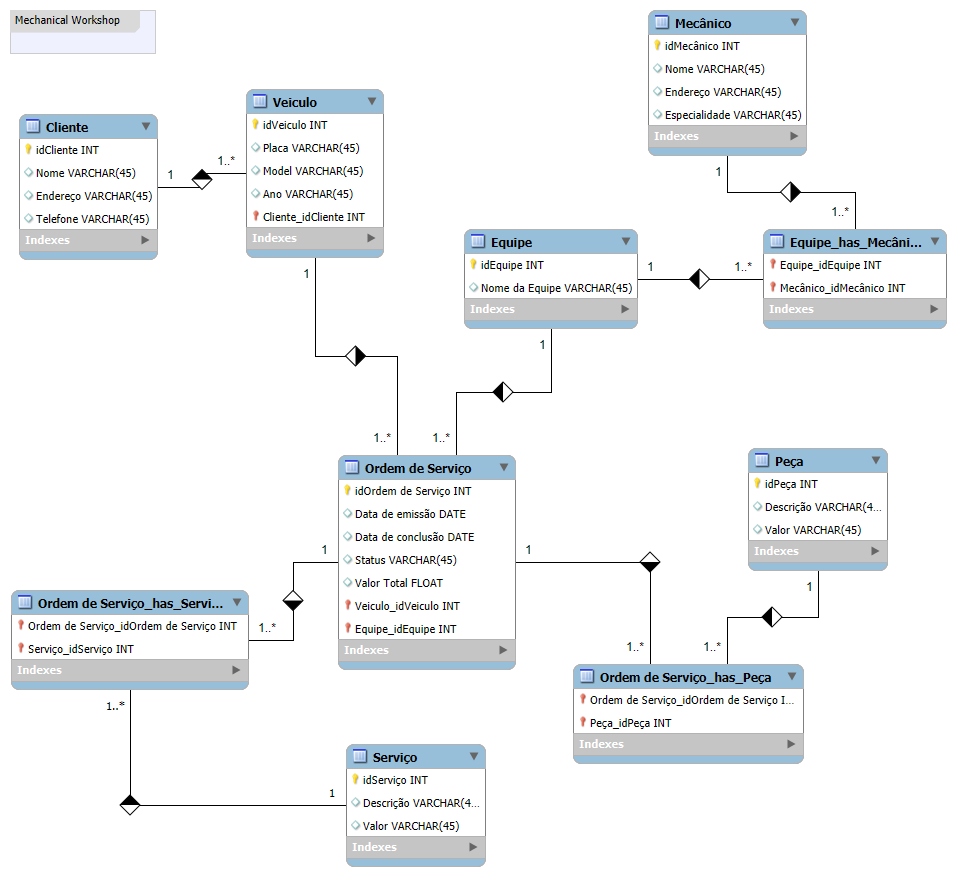 Mechanical Workshop
Mecânico
idMecânico INT
Nome VARCHAR(45)
Endereço VARCHAR(45)
Especialidade VARCHAR(45)
Indexes
Veiculo
idVeiculo INT
Placa VARCHAR(45)
Model VARCHAR(45)
Ano VARCHAR(45)
Cliente_idCliente INT
Indexes
Cliente
idCliente INT
Nome VARCHAR(45)
Endereço VARCHAR(45)
Telefone VARCHAR(45)
Indexes
1
1..*
1
1..*
Equipe
idEquipe INT
Nome da Equipe VARCHAR(45)
Indexes
1
1..*
Equipe_has_Mecâni...
Equipe_idEquipe INT
Mecânico_idMecânico INT
Indexes
1
1
1..*
1..*
Ordem de Serviço
idOrdem de Serviço INT
Data de emissão DATE
Data de conclusão DATE
Status VARCHAR(45)
Valor Total FLOAT
Veiculo_idVeiculo INT
Equipe_idEquipe INT
Indexes
Peça
idPeça INT
Descrição VARCHAR(4...
Valor VARCHAR(45)
Indexes
1
1
1
1..*
1..*
1..*
Ordem de Serviço_has_Servi...
Ordem de Serviço_idOrdem de Serviço INT
Serviço_idServiço INT
Indexes
Ordem de Serviço_has_Peça
Ordem de Serviço_idOrdem de Serviço I...
Peça_idPeça INT
Indexes
1..*
1
Serviço
idServiço INT
Descrição VARCHAR(4...
Valor VARCHAR(45)
Indexes